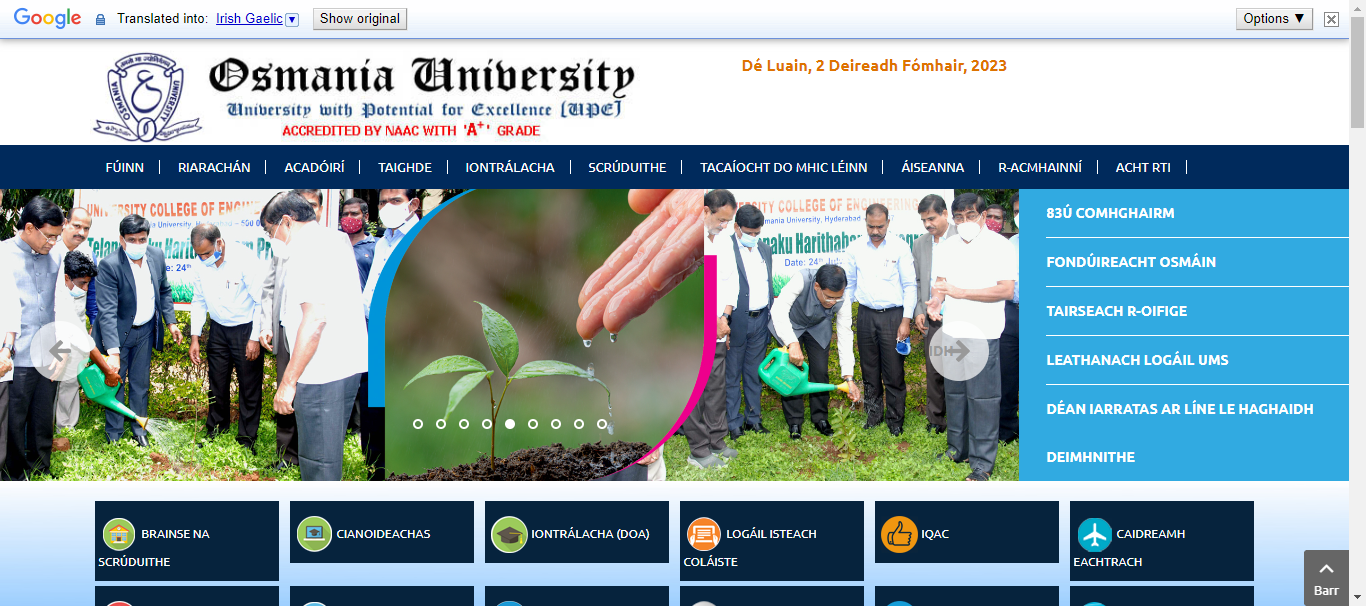 Google Translated into: Irish Gaelic Show original Options ▼
Osmania University
University with Potential for Excellence [UPE]
ACCREDITED BY NAAC WITH 'A+' GRADE
Dé Luain, 2 Deireadh Fómhair, 2023
FÚINN RIARACHÁN ACADÓIRÍ TAIGHDE IONTRÁLACHA SCRÚDUITHE TACAÍOCHT DO MHIC LÉINN ÁISEANNA R-ACMHAINNÍ ACHT RTI
83Ú COMHGHAIRM
FONDÚIREACHT OSMÁIN
TAIRSEACH R-OIFIGE
LEATHANACH LOGÁIL UMS
DÉAN IARRATAS AR LÍNE LE HAGHAIDH
DEIMHNITHE
BRAINSE NA
SCRÚDUITHE
CIANOIDEACHAS
IONTRÁLACHA (DOA)
LOGÁIL ISTEACH
COLÁISTE
IQAC
CAIDREAMH
EACHTRACH
Barr